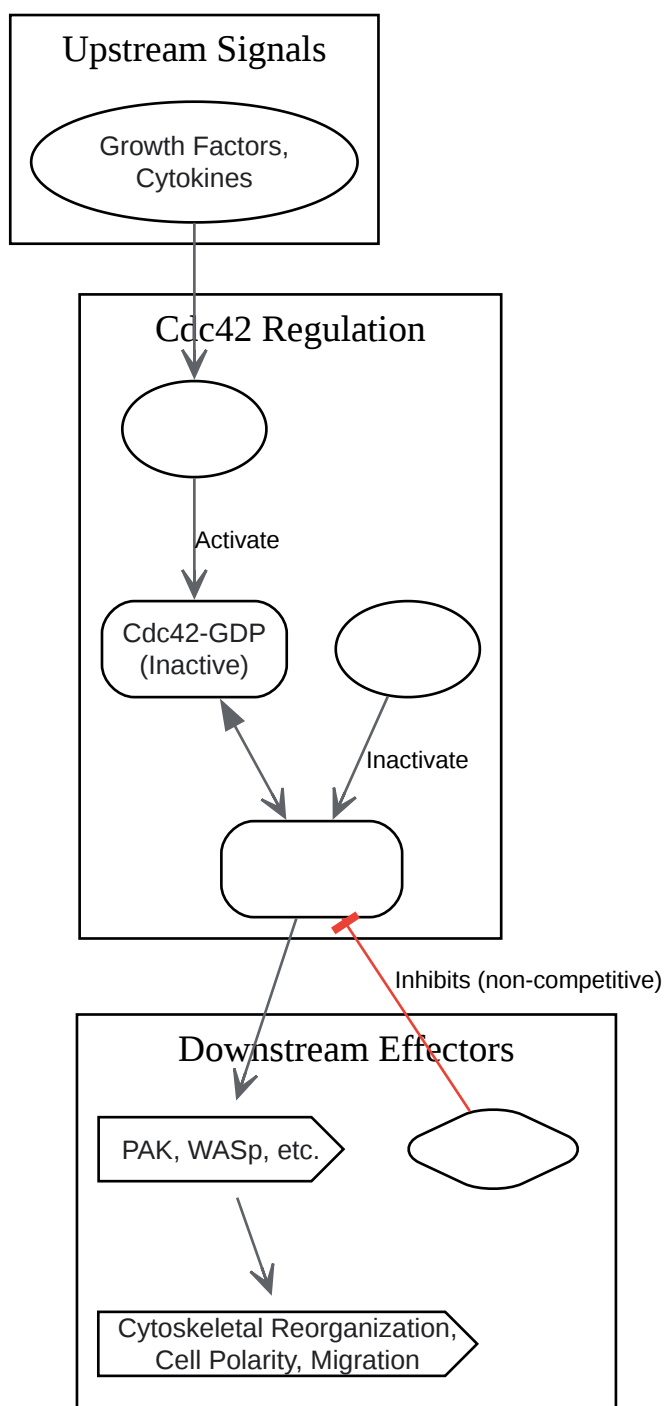 Upstream Signals
Growth Factors,
Cytokines
Cdc42 Regulation
Activate
Cdc42-GDP
(Inactive)
Inactivate
Inhibits (non-competitive)
Downstream Effectors
PAK, WASp, etc.
Cytoskeletal Reorganization,
Cell Polarity, Migration